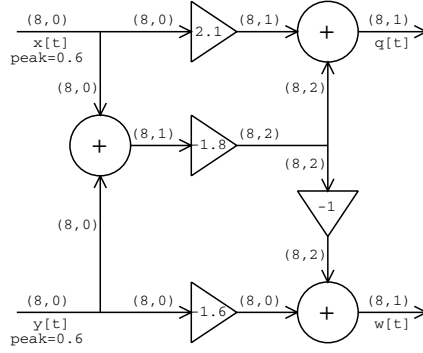 (8,0) (8,0) 2.1 (8,1) + (8,1)
x[t] q[t]
peak=0.6
(8,0) (8,2)
+ (8,1) -1.8 (8,2)
(8,2)
-1
(8,0)
(8,2)
(8,0) (8,0) -1.6 (8,0) + (8,1)
y[t] w[t]
peak=0.6